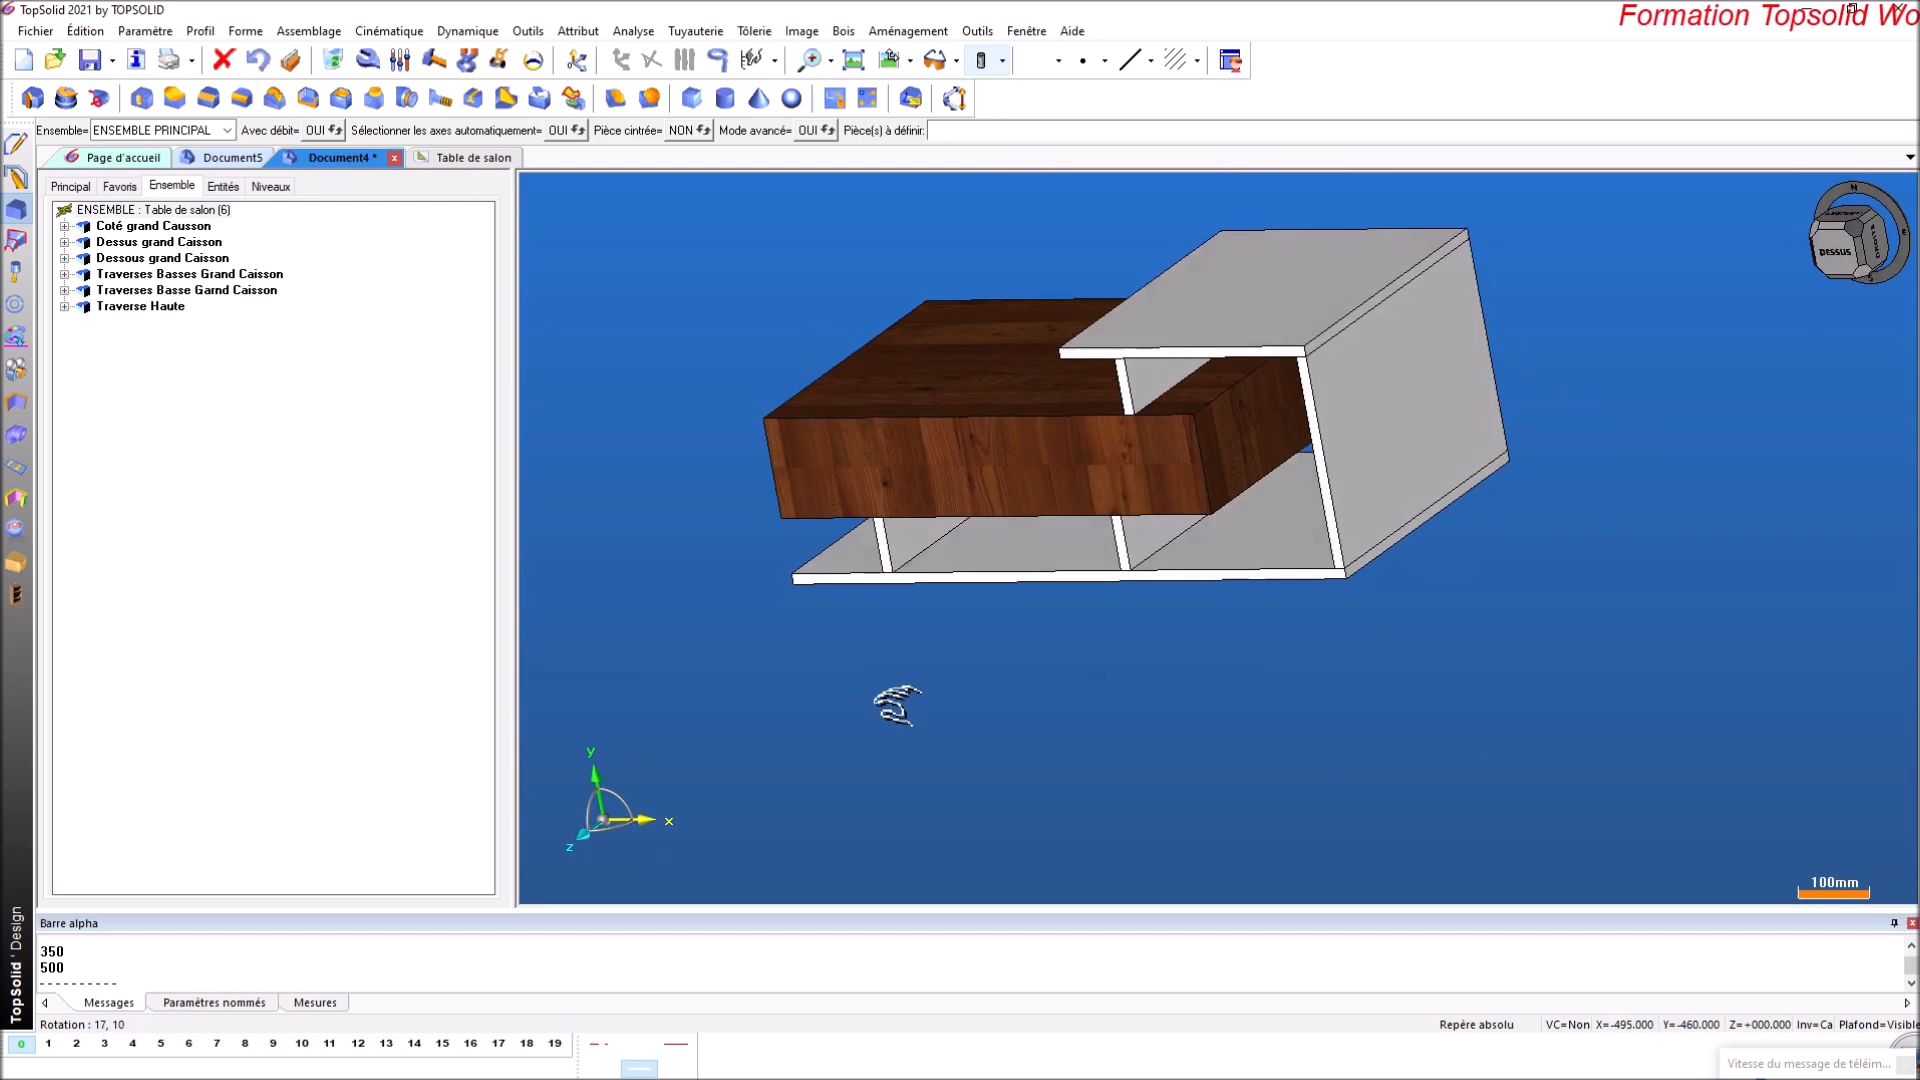 TopSolid 2021 by TOPSOLID
Formation Topsolid Wo
Fichier Édition Paramètre Profil Forme Assemblage Cinématique Dynamique Outils Attribut Analyse Tuyauterie Tôlerie Image Bois Aménagement Outils Fenêtre Aide
Ensemble= ENSEMBLE PRINCIPAL Avec débit= OUI Sélectionner les axes automatiquement= OUI Pièce cintrée= NON Mode avancé= OUI Pièce(s) à définir:
Page d'accueil Document5 Document4 * Table de salon
Principal Favoris Ensemble Entités Niveaux
ENSEMBLE : Table de salon (6)
Coté grand Causson
Dessus grand Caisson
Dessous grand Caisson
Traverses Basses Grand Caisson
Traverses Basse Garnd Caisson
Traverse Haute
N
DESSUS
y
x
z
100mm
TopSolid ' Design
Barre alpha
350
500
-----------
Messages Paramètres nommés Mesures
Rotation : 17, 10
Repère absolu VC=Non X=-495.000 Y=-460.000 Z=+000.000 Inv=Ca Plafond=Visible
0 1 2 3 4 5 6 7 8 9 10 11 12 13 14 15 16 17 18 19
Vitesse du message de téléim...